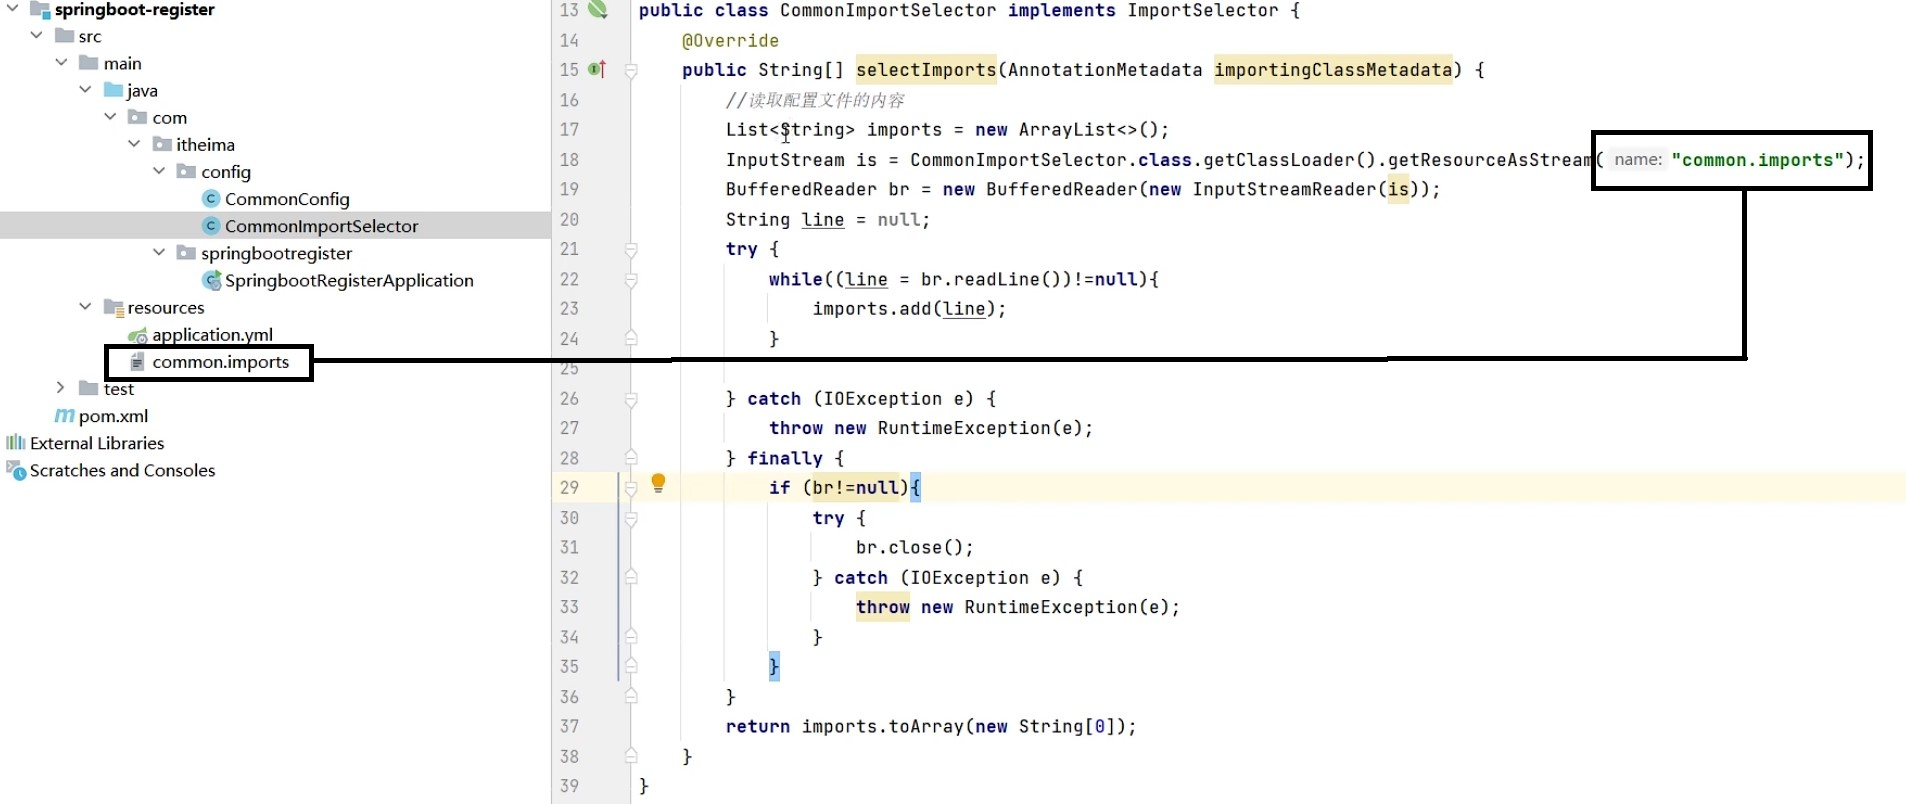 springboot-register
src
main
java
com
itheima
config
CommonConfig
CommonImportSelector
springbootregister
SpringbootRegisterApplication
resources
application.yml
common.imports
test
pom.xml
External Libraries
Scratches and Consoles
13 public class CommonImportSelector implements ImportSelector {
14 @Override
15 public String[] selectImports(AnnotationMetadata importingClassMetadata) {
16 //读取配置文件的内容
17 List<String> imports = new ArrayList<>();
18 InputStream is = CommonImportSelector.class.getClassLoader().getResourceAsStream( name: "common.imports");
19 BufferedReader br = new BufferedReader(new InputStreamReader(is));
20 String line = null;
21 try {
22 while((line = br.readLine())!=null){
23 imports.add(line);
24 }
25
26 } catch (IOException e) {
27 throw new RuntimeException(e);
28 } finally {
29 if (br!=null){
30 try {
31 br.close();
32 } catch (IOException e) {
33 throw new RuntimeException(e);
34 }
35 }
36 }
37 return imports.toArray(new String[0]);
38 }
39 }